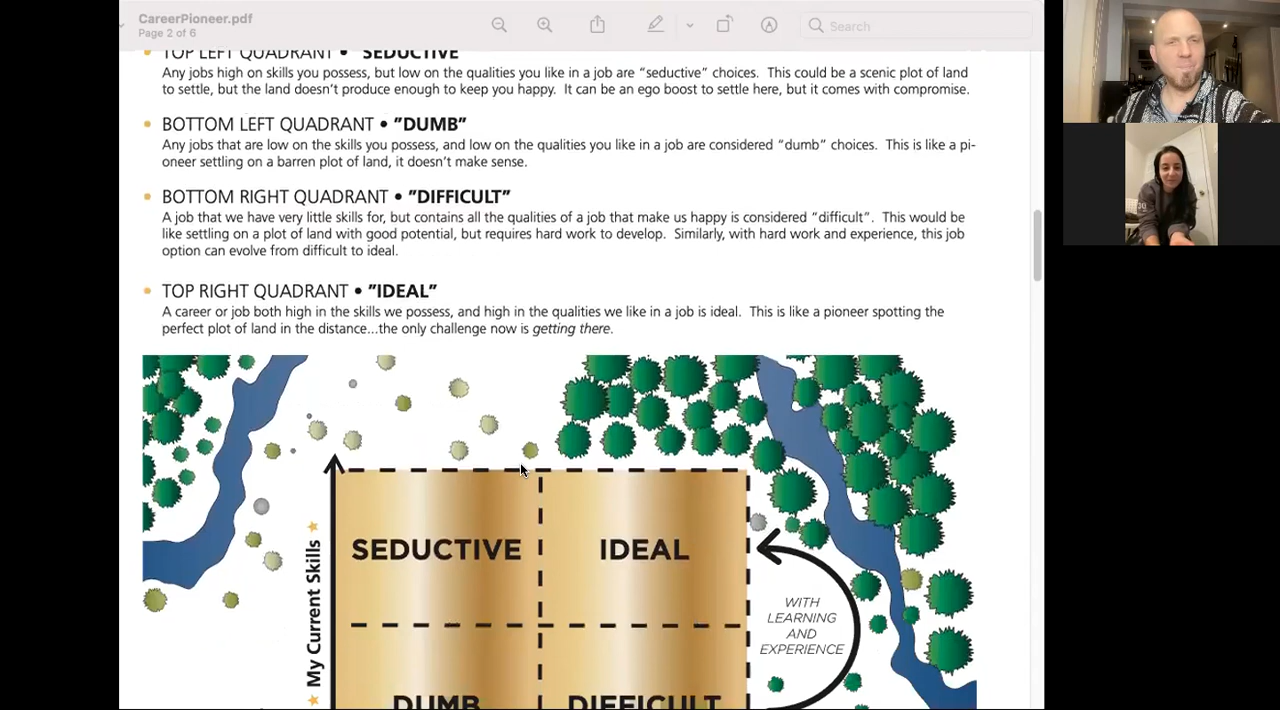 CareerPioneer.pdf
Page 2 of 6
Search
• TOP LEFT QUADRANT • "SEDUCTIVE"
Any jobs high on skills you possess, but low on the qualities you like in a job are “seductive” choices.  This could be a scenic plot of land
to settle, but the land doesn’t produce enough to keep you happy.  It can be an ego boost to settle here, but it comes with compromise.
• BOTTOM LEFT QUADRANT • ”DUMB”
Any jobs that are low on the skills you possess, and low on the qualities you like in a job are considered “dumb” choices.  This is like a pi-
oneer settling on a barren plot of land, it doesn’t make sense.
• BOTTOM RIGHT QUADRANT • ”DIFFICULT”
A job that we have very little skills for, but contains all the qualities of a job that make us happy is considered “difficult”.  This would be
like settling on a plot of land with good potential, but requires hard work to develop.  Similarly, with hard work and experience, this job
option can evolve from difficult to ideal.
• TOP RIGHT QUADRANT • ”IDEAL”
A career or job both high in the skills we possess, and high in the qualities we like in a job is ideal.  This is like a pioneer spotting the
perfect plot of land in the distance...the only challenge now is getting there.
★ My Current Skills ★
SEDUCTIVE
IDEAL
WITH
LEARNING
AND
EXPERIENCE
DUMB
DIFFICULT